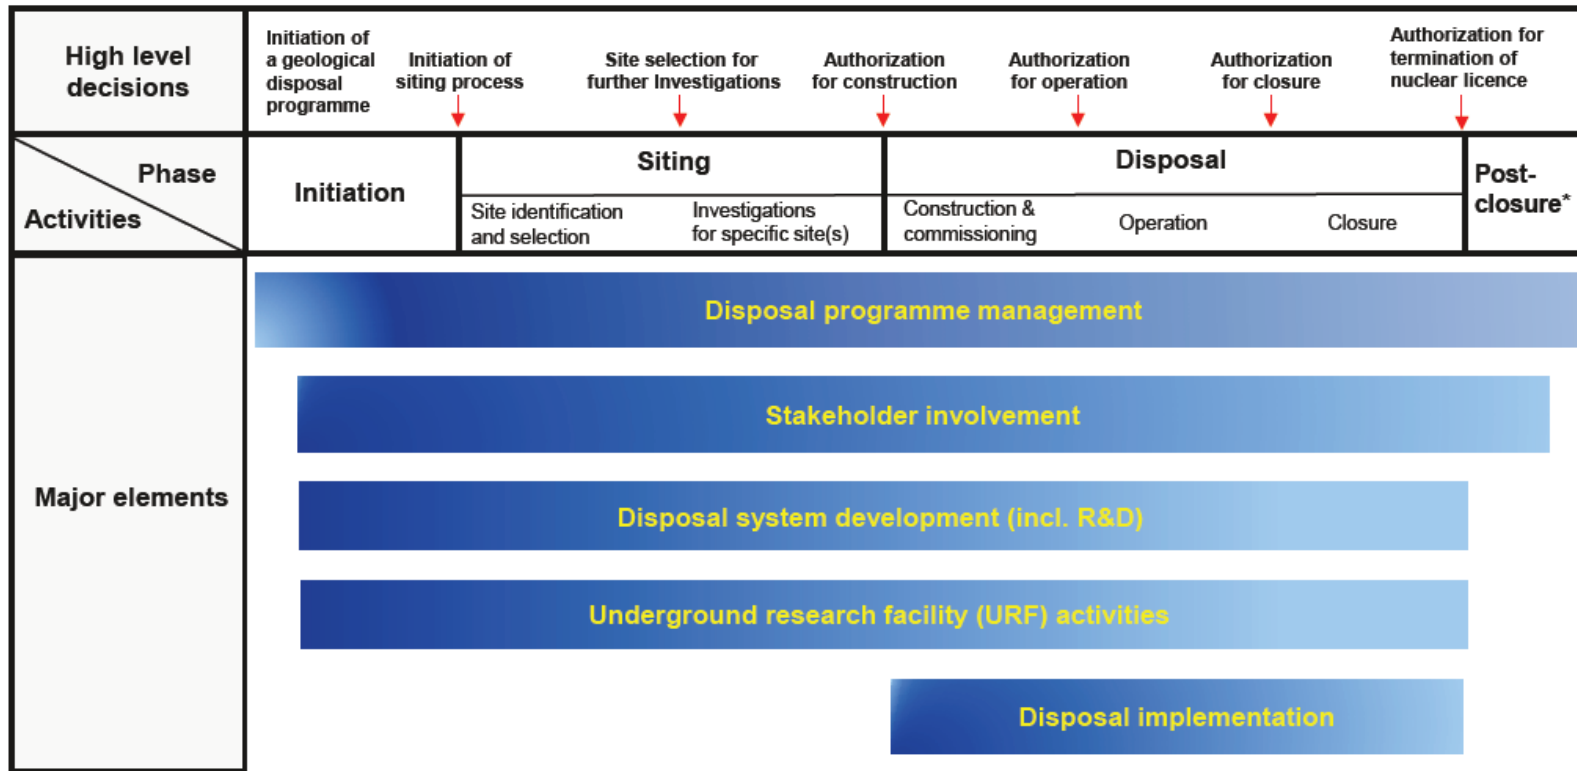 High level
decisions
Initiation of
a geological
disposal
programme
Initiation of
siting process
Site selection for
further Investigations
Authorization
for construction
Authorization
for operation
Authorization
for closure
Authorization for
termination of
nuclear licence
Phase
Activities
Initiation
Siting
Site identification
and selection
Investigations
for specific site(s)
Disposal
Construction &
commissioning
Operation
Closure
Post-
closure*
Major elements
Disposal programme management
Stakeholder involvement
Disposal system development (incl. R&D)
Underground research facility (URF) activities
Disposal implementation